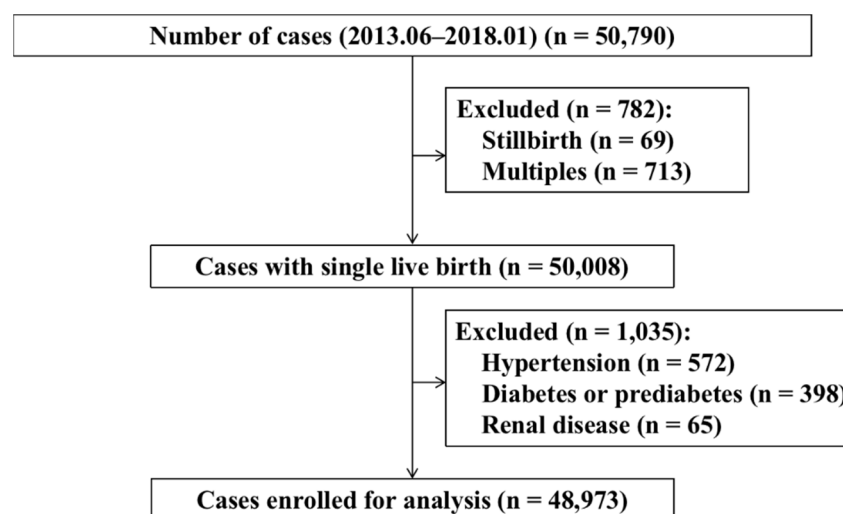 Number of cases (2013.06–2018.01) (n = 50,790)
Excluded (n = 782):
Stillbirth (n = 69)
Multiples (n = 713)
Cases with single live birth (n = 50,008)
Excluded (n = 1,035):
Hypertension (n = 572)
Diabetes or prediabetes (n = 398)
Renal disease (n = 65)
Cases enrolled for analysis (n = 48,973)